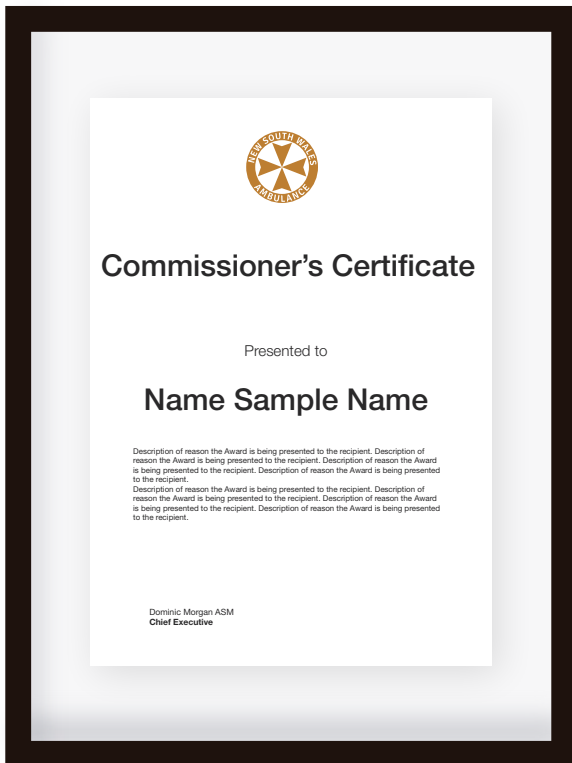 NEW SOUTH WALES
AMBULANCE
Commissioner’s Certificate
Presented to
Name Sample Name
Description of reason the Award is being presented to the recipient. Description of
reason the Award is being presented to the recipient. Description of reason the Award
is being presented to the recipient. Description of reason the Award is being presented
to the recipient.
Description of reason the Award is being presented to the recipient. Description of
reason the Award is being presented to the recipient. Description of reason the Award
is being presented to the recipient. Description of reason the Award is being presented
to the recipient.
Dominic Morgan ASM
Chief Executive